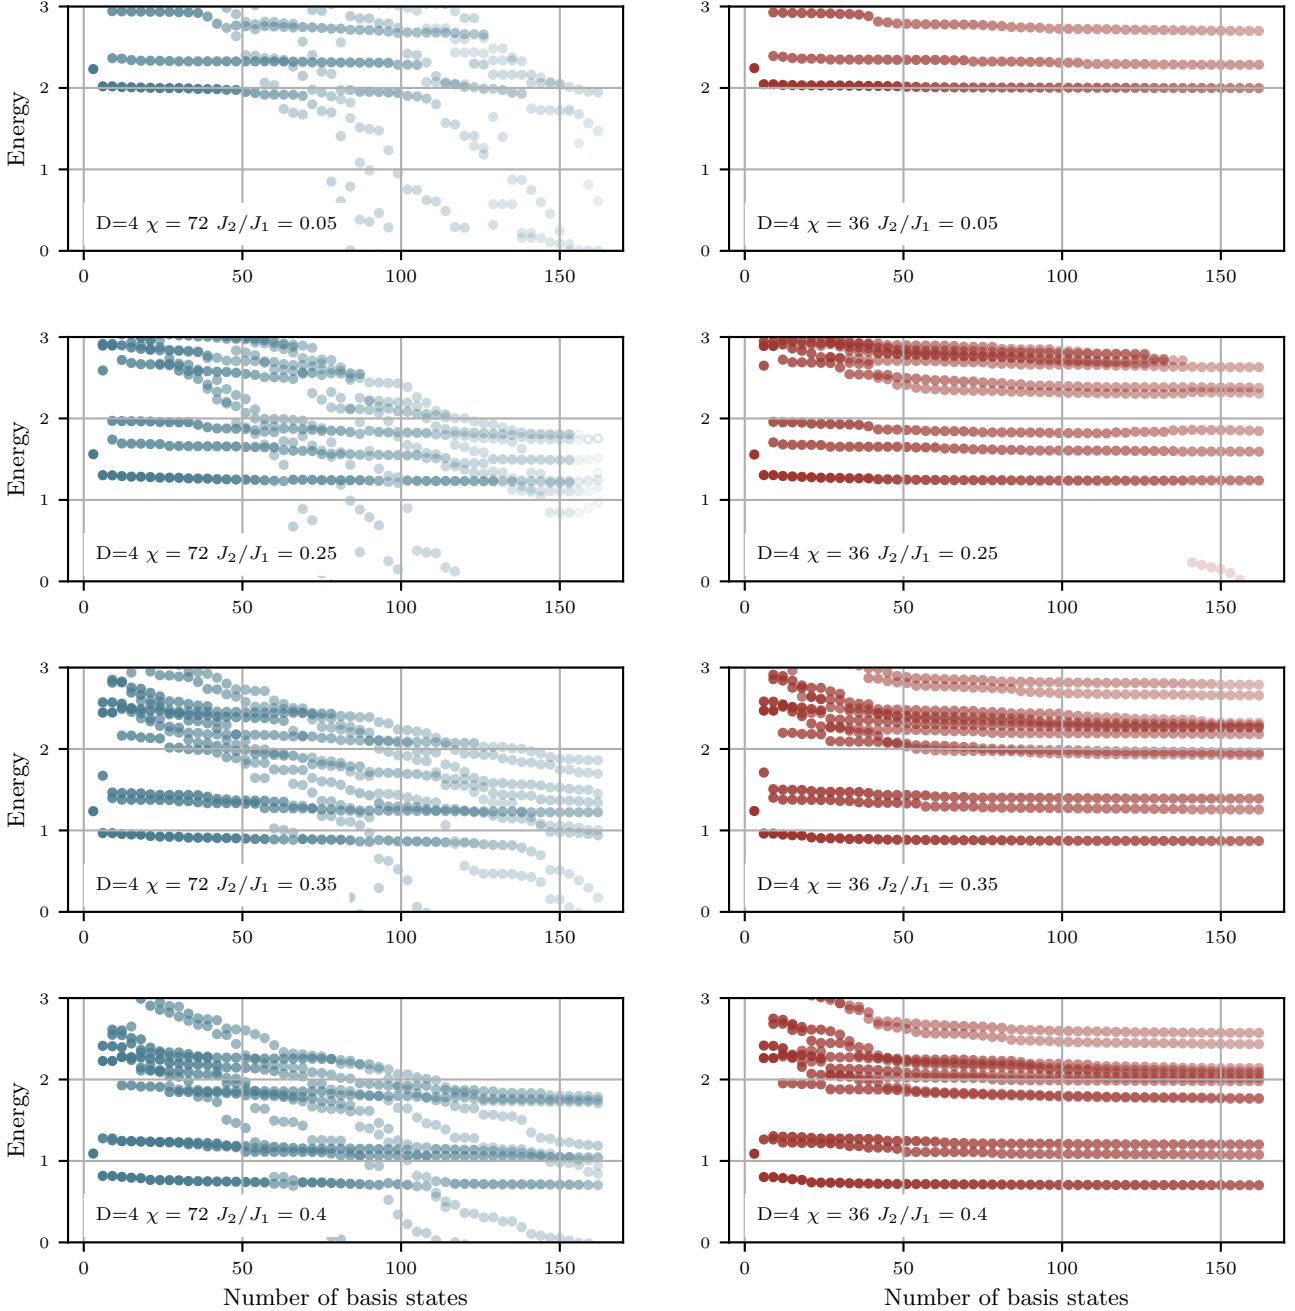 3 3
2 2
Energy
1 1
D=4 χ = 72 J₂/J₁ = 0.05 D=4 χ = 36 J₂/J₁ = 0.05
0 0
0 50 100 150 0 50 100 150
3 3
2 2
Energy
1 1
D=4 χ = 72 J₂/J₁ = 0.25 D=4 χ = 36 J₂/J₁ = 0.25
0 0
0 50 100 150 0 50 100 150
3 3
2 2
Energy
1 1
D=4 χ = 72 J₂/J₁ = 0.35 D=4 χ = 36 J₂/J₁ = 0.35
0 0
0 50 100 150 0 50 100 150
3 3
2 2
Energy
1 1
D=4 χ = 72 J₂/J₁ = 0.4 D=4 χ = 36 J₂/J₁ = 0.4
0 0
0 50 100 150 0 50 100 150
Number of basis states Number of basis states